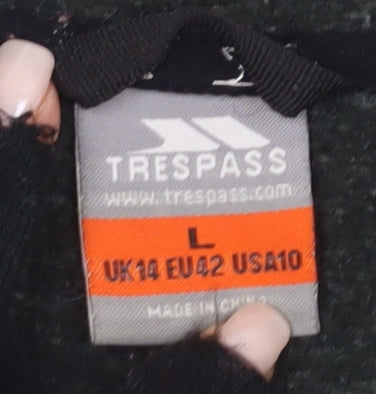 TRESPASS
www.trespass.com
L
UK14 EU42 USA10
MADE IN CHINA